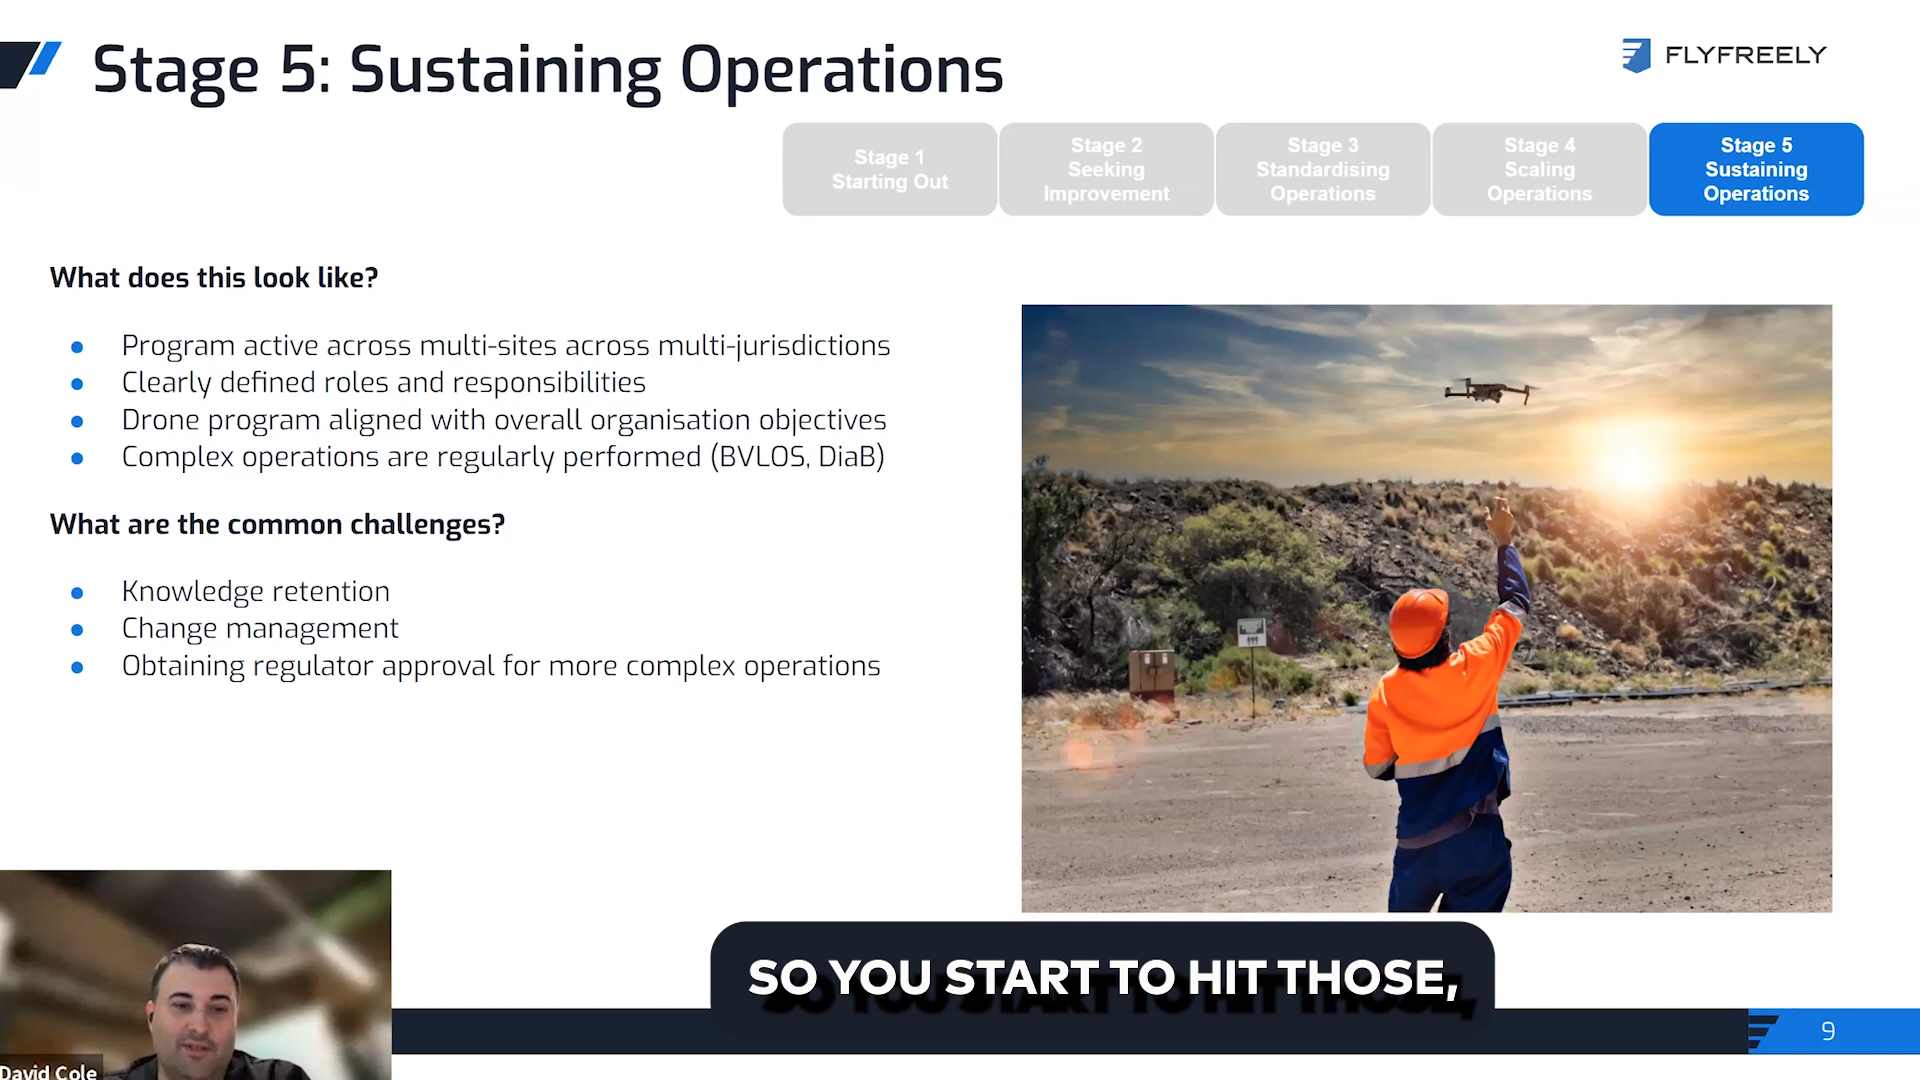 Stage 5: Sustaining Operations
FLYFREELY
Stage 1
Starting Out
Stage 2
Seeking
Improvement
Stage 3
Standardising
Operations
Stage 4
Scaling
Operations
Stage 5
Sustaining
Operations
What does this look like?
Program active across multi-sites across multi-jurisdictions
Clearly defined roles and responsibilities
Drone program aligned with overall organisation objectives
Complex operations are regularly performed (BVLOS, DiaB)
What are the common challenges?
Knowledge retention
Change management
Obtaining regulator approval for more complex operations
SO YOU START TO HIT THOSE,
9
David Cole